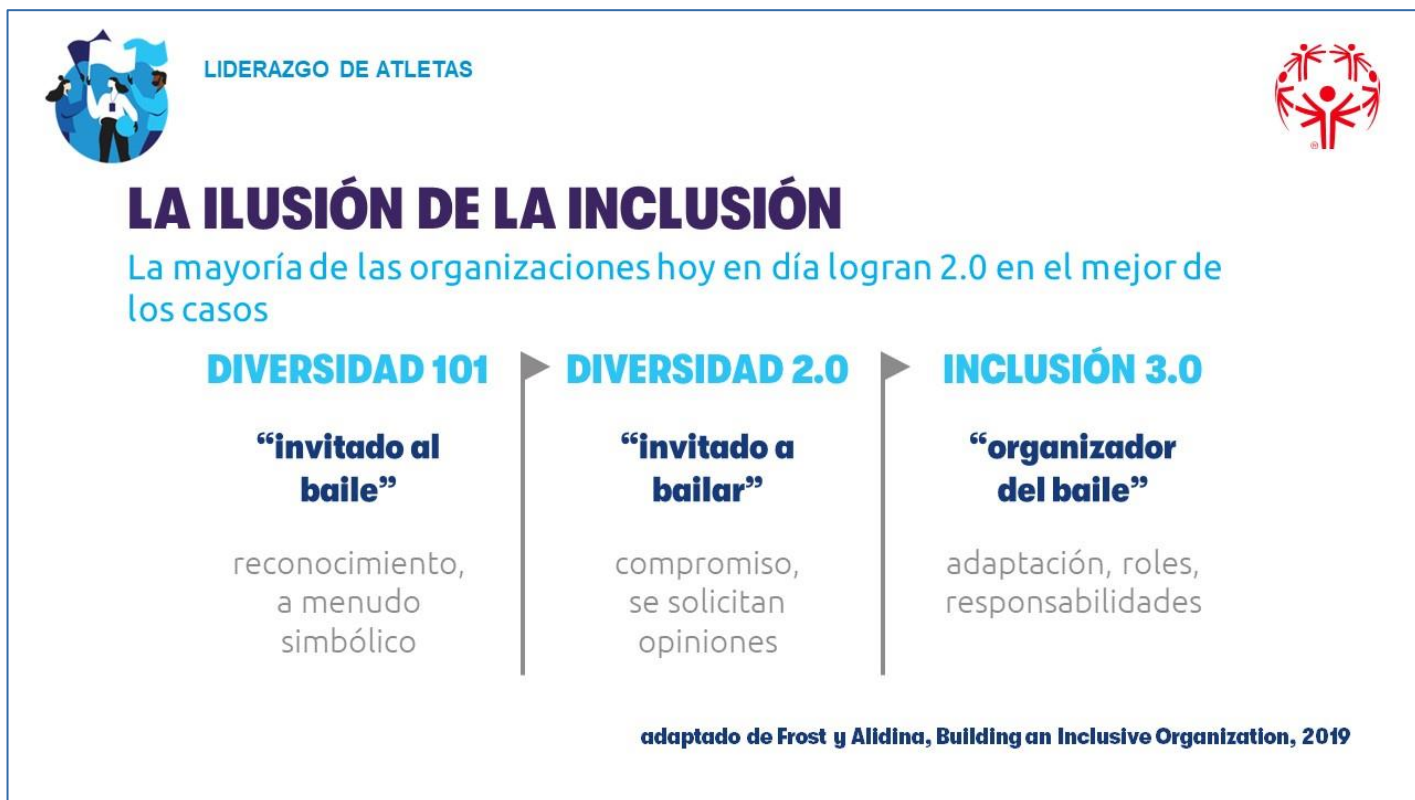 LIDERAZGO DE ATLETAS
LA ILUSIÓN DE LA INCLUSIÓN
La mayoría de las organizaciones hoy en día logran 2.0 en el mejor de
los casos
DIVERSIDAD 101
“invitado al
baile”
reconocimiento,
a menudo
simbólico
DIVERSIDAD 2.0
“invitado a
bailar”
compromiso,
se solicitan
opiniones
INCLUSIÓN 3.0
“organizador
del baile”
adaptación, roles,
responsabilidades
adaptado de Frost y Alidina, Building an Inclusive Organization, 2019
®